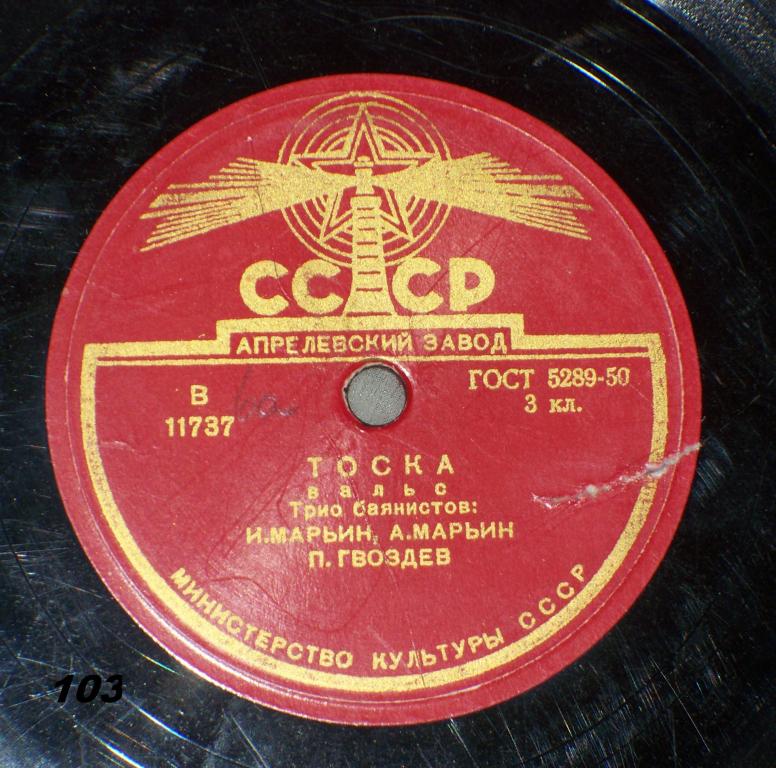 СССР
АПРЕЛЕВСКИЙ ЗАВОД
В
11737
ГОСТ 5289-50
3 кл.
ТОСКА
вальс
Трио баянистов:
И.МАРЬИН, А.МАРЬИН
П. ГВОЗДЕВ
МИНИСТЕРСТВО КУЛЬТУРЫ СССР
103